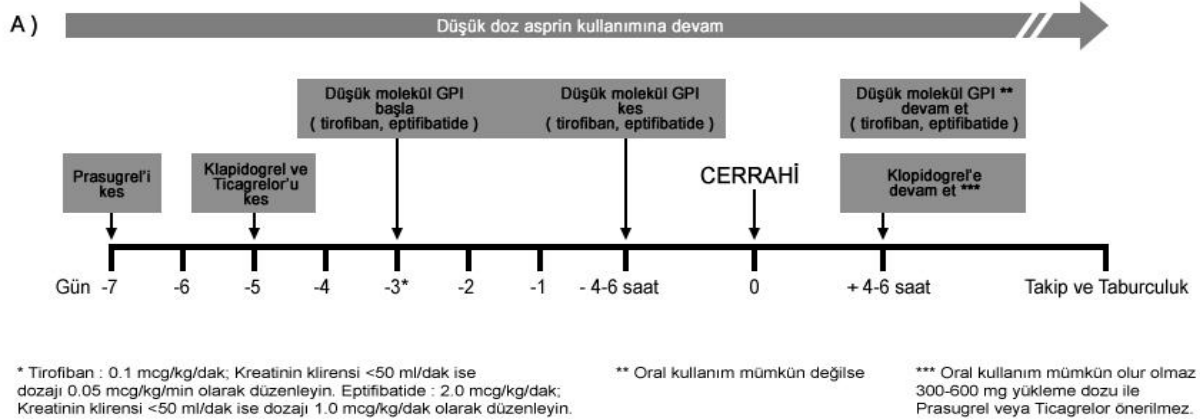 A )
Düşük doz asprin kullanımına devam
Düşük molekül GPI
başla
( tirofiban, eptifibatide )
Düşük molekül GPI
kes
( tirofiban, eptifibatide )
Düşük molekül GPI **
devam et
( tirofiban, eptifibatide )
Prasugrel'i
kes
Klapidogrel ve
Ticagrelor'u
kes
CERRAHİ
Klopidogrel'e
devam et ***
Gün -7 -6 -5 -4 -3* -2 -1 - 4-6 saat 0 + 4-6 saat Takip ve Taburculuk
* Tirofiban : 0.1 mcg/kg/dak; Kreatinin klirensi <50 ml/dak ise
dozajı 0.05 mcg/kg/min olarak düzenleyin. Eptifibatide : 2.0 mcg/kg/dak;
Kreatinin klirensi <50 ml/dak ise dozajı 1.0 mcg/kg/dak olarak düzenleyin.
** Oral kullanım mümkün değilse
*** Oral kullanım mümkün olur olmaz
300-600 mg yükleme dozu ile
Prasugrel veya Ticagrelor önerilmez.